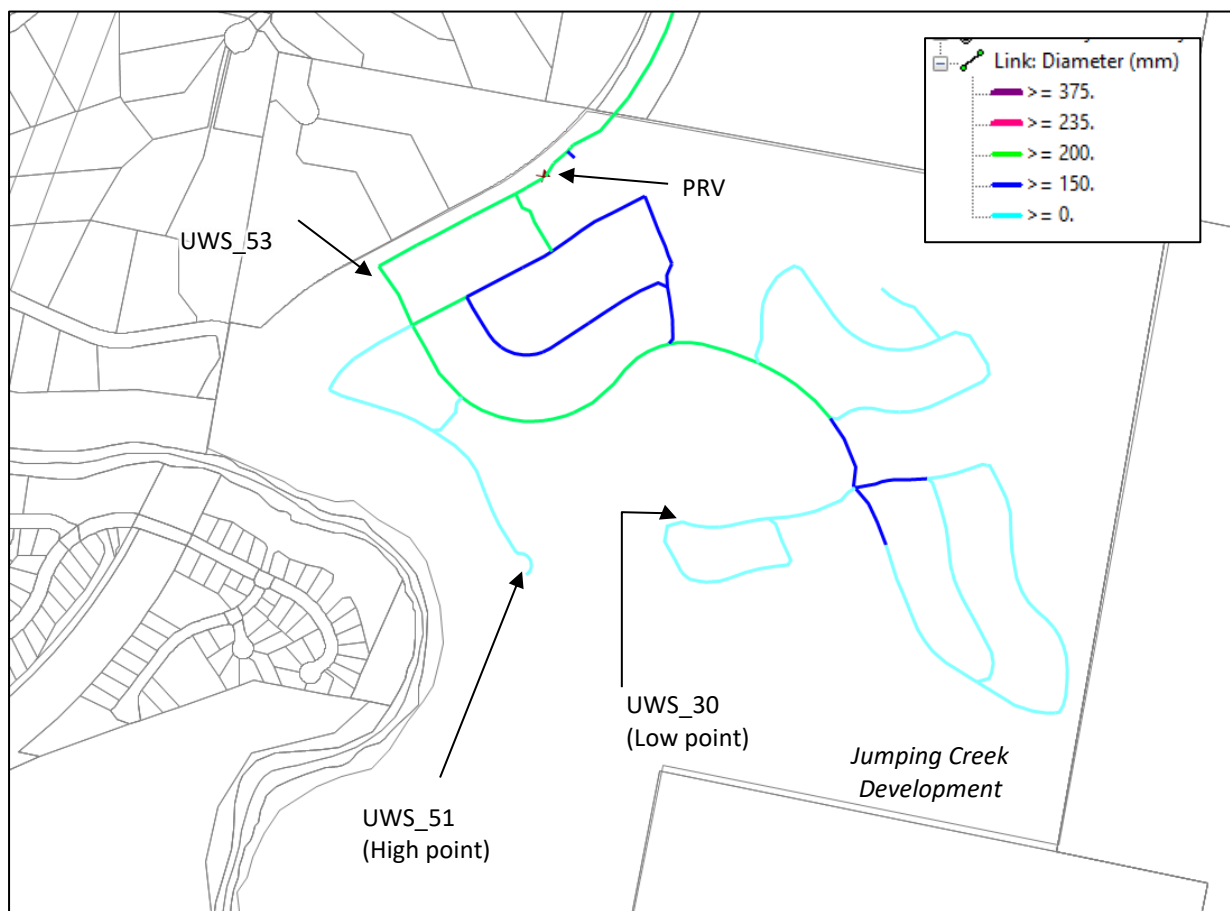 Link: Diameter (mm)
> = 375.
> = 235.
> = 200.
> = 150.
> = 0.
PRV
UWS_53
UWS_30
(Low point)
Jumping Creek
Development
UWS_51
(High point)